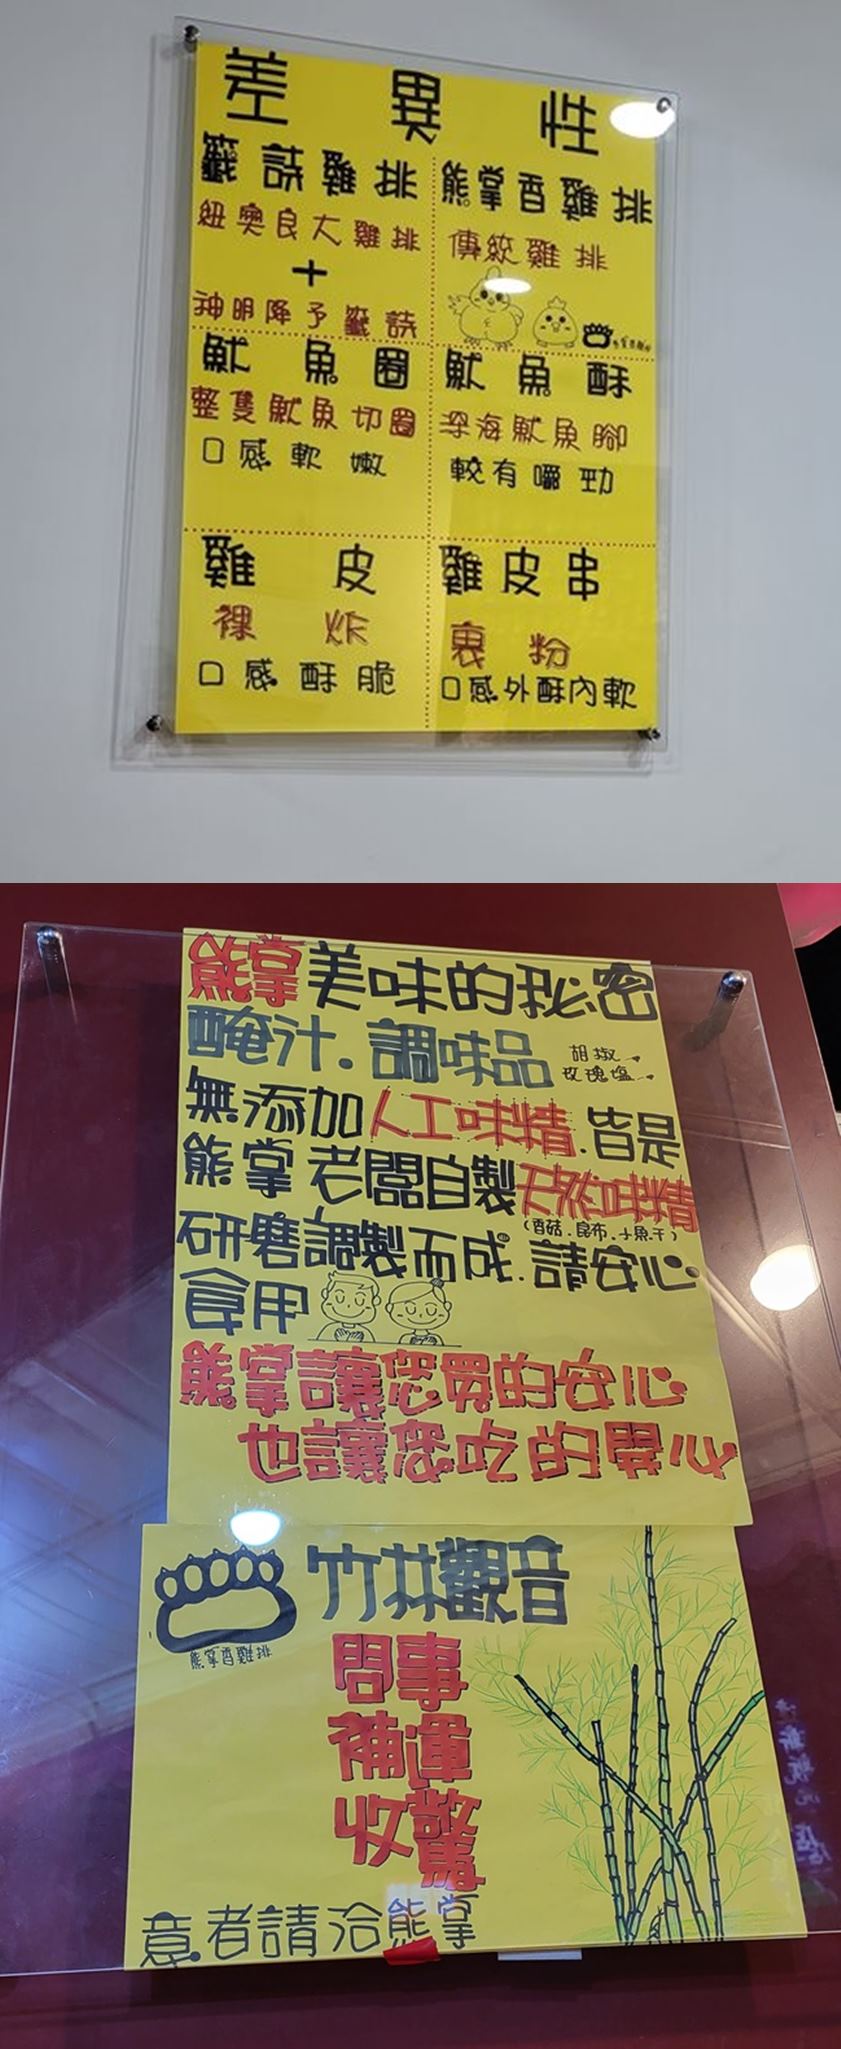 差異性
籤詩雞排
紐奧良大雞排
+
神明降予籤詩
熊掌香雞排
傳統雞排
魷魚圈
整隻魷魚切圈
口感軟嫩
魷魚酥
深海魷魚腳
較有嚼勁
雞皮
裸炸
口感酥脆
雞皮串
裹粉
口感外酥內軟
熊掌美味的秘密
醃汁.調味品
胡椒
玫瑰塩
無添加人工味精.皆是
熊掌老闆自製天然味精
(香菇.昆布.小魚干)
研磨調製而成.請安心
食用
熊掌讓您買的安心
也讓您吃的開心
熊掌香雞排
竹林觀音
問事
補運
收驚
意者請洽熊掌